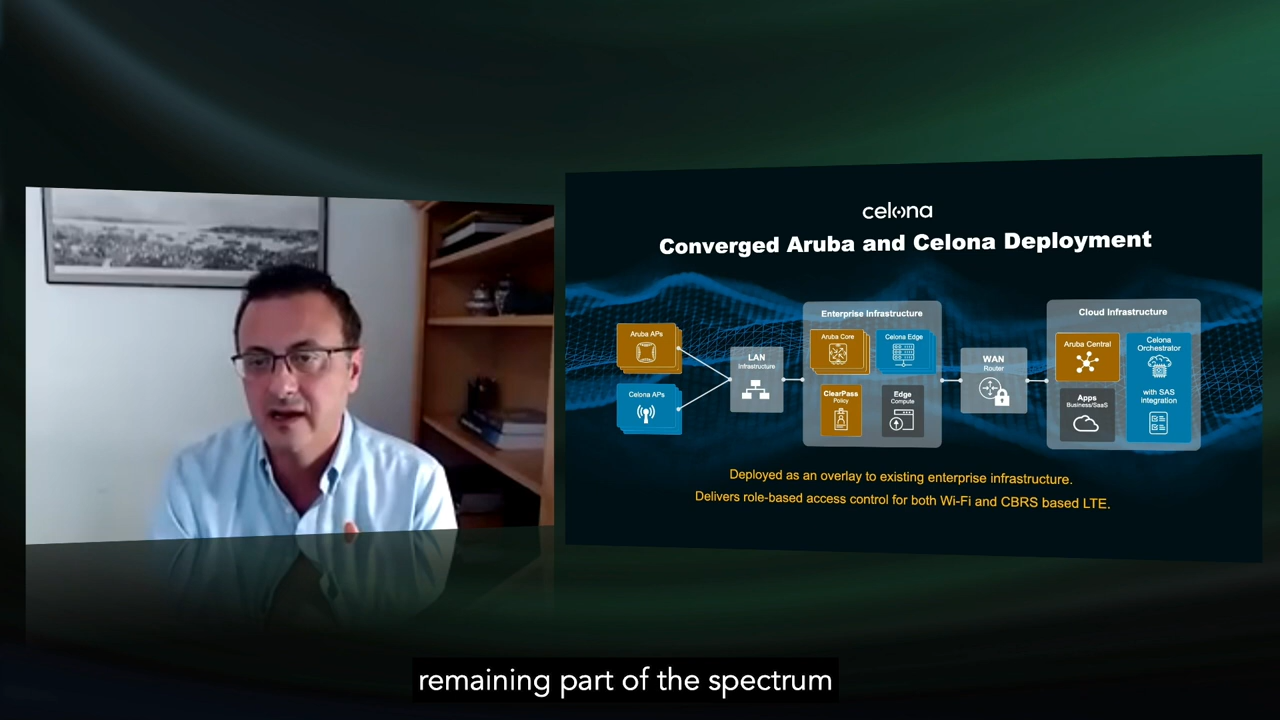 celona
Converged Aruba and Celona Deployment
Aruba APs
Celona APs
LAN
Infrastructure
Enterprise Infrastructure
Aruba Core
Celona Edge
ClearPass
Policy
Edge
Compute
WAN
Router
Cloud Infrastructure
Aruba Central
Apps
Business/SaaS
Celona
Orchestrator
with SAS
integration
Deployed as an overlay to existing enterprise infrastructure.
Delivers role-based access control for both Wi-Fi and CBRS based LTE.
remaining part of the spectrum